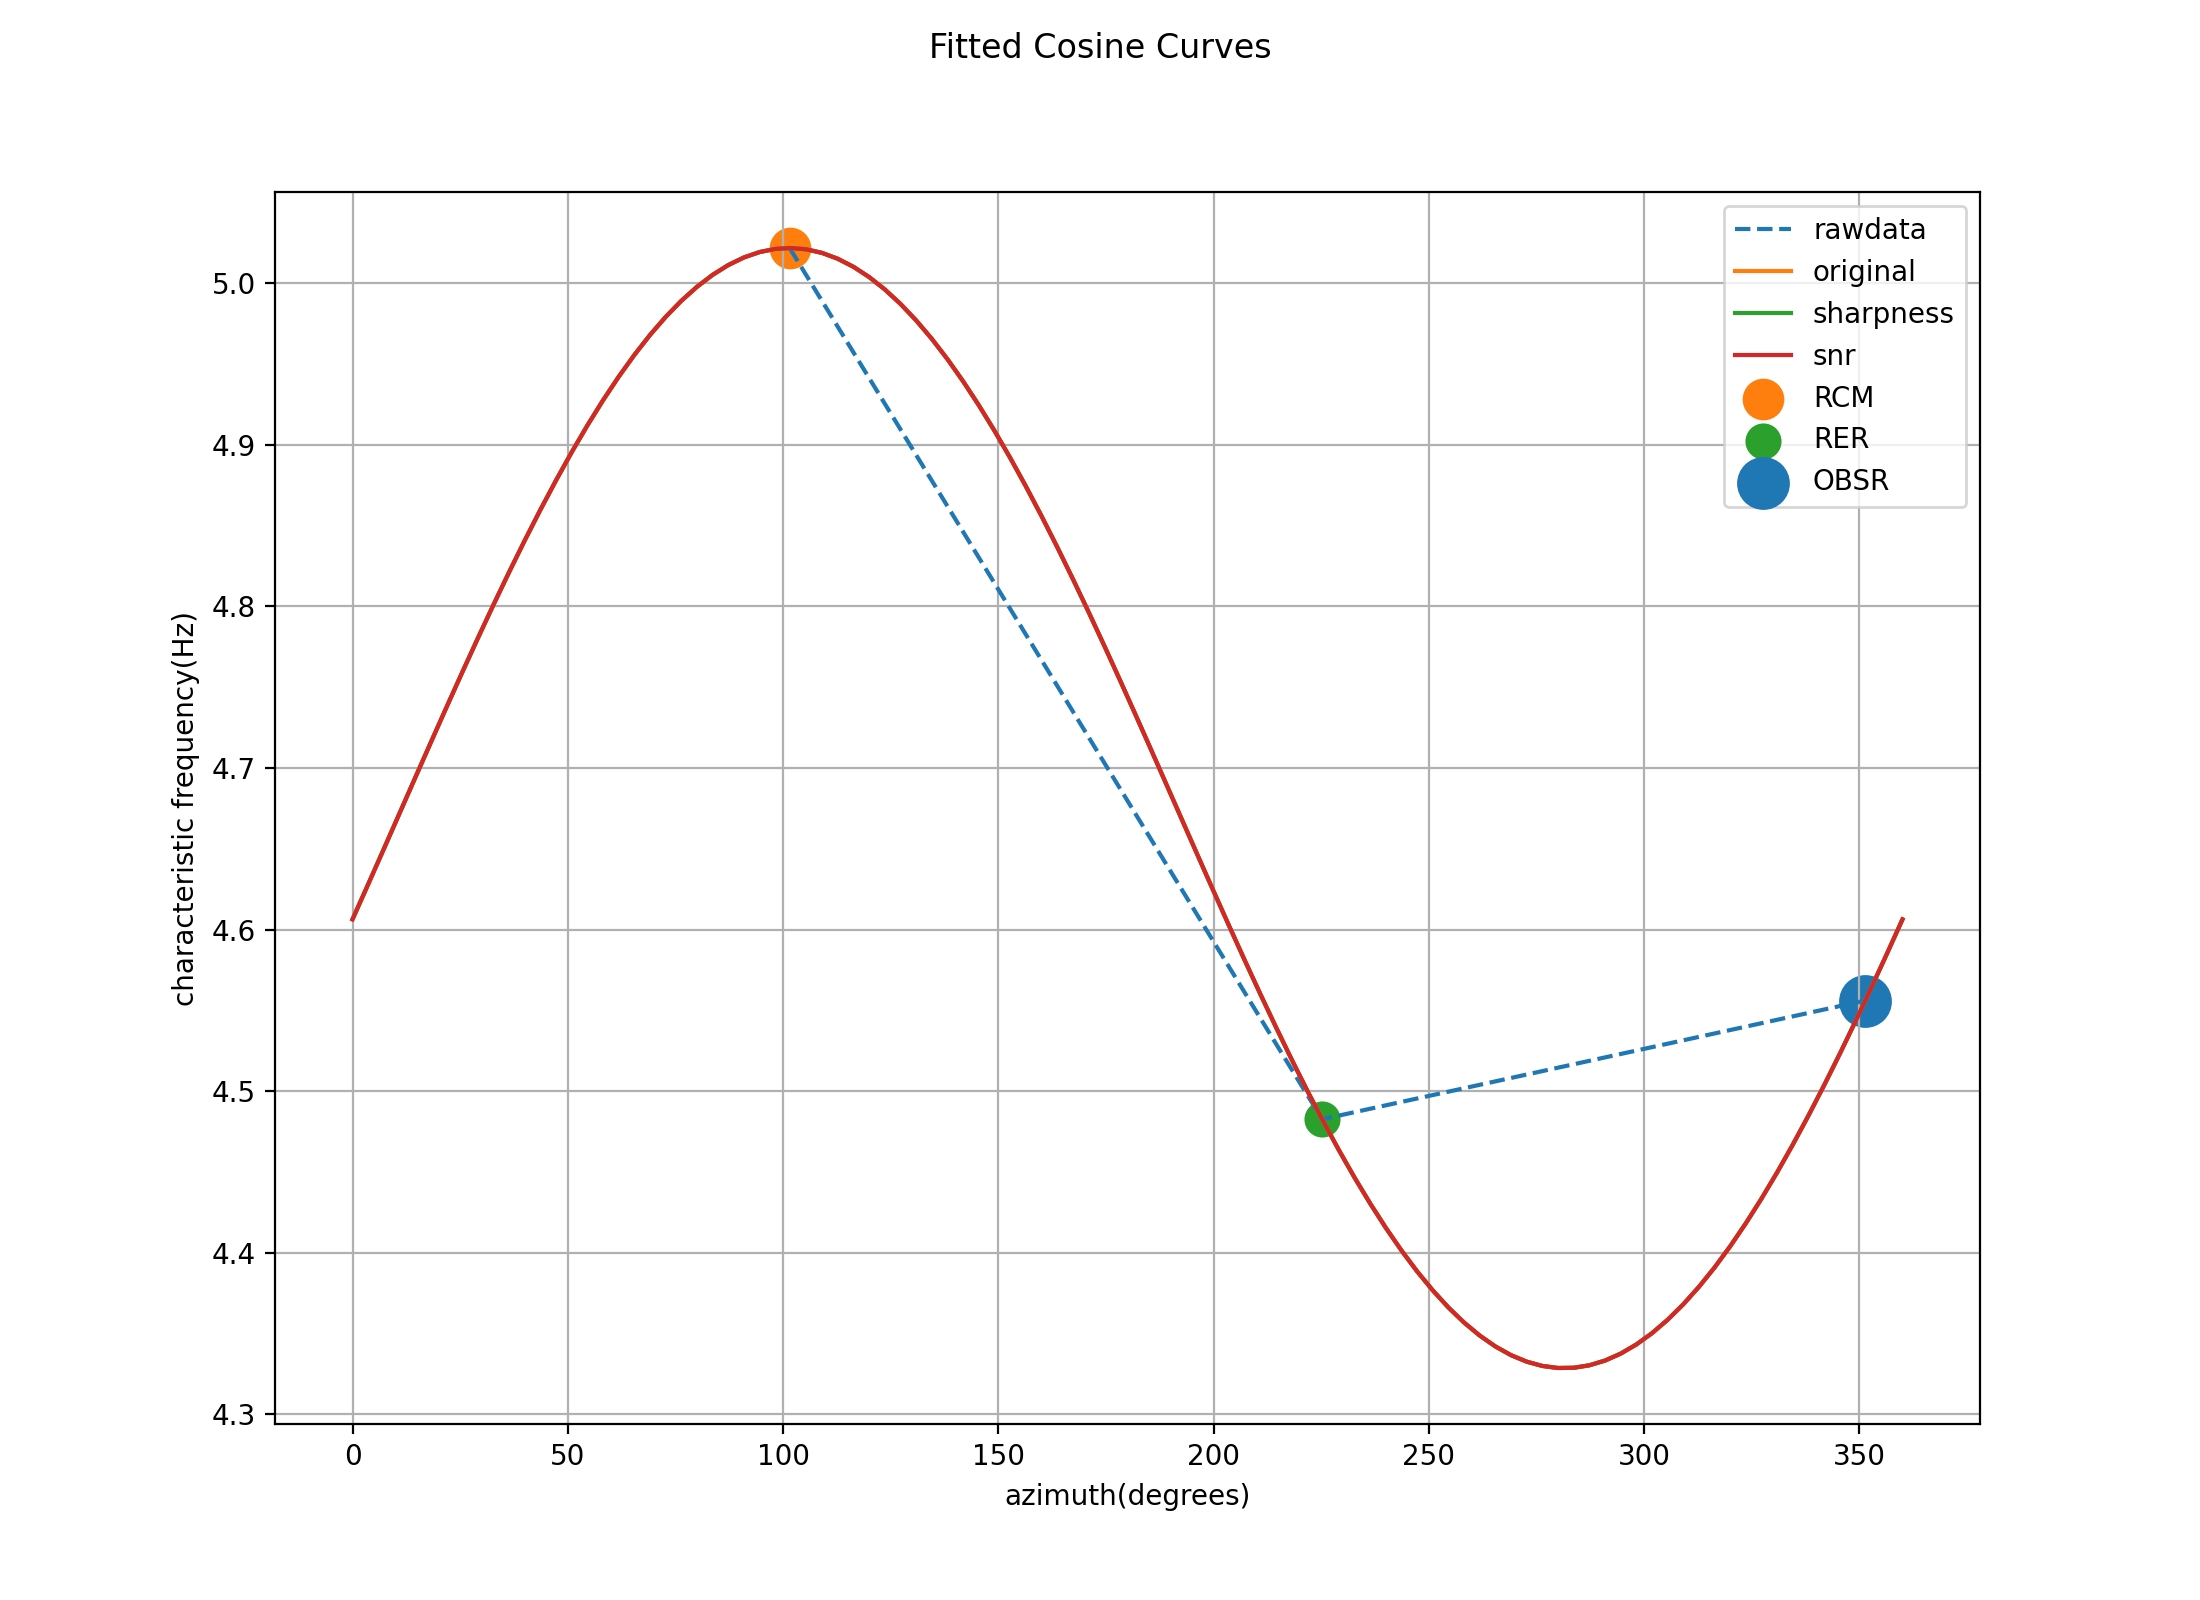 Fitted Cosine Curves
rawdata
original
sharpness
snr
RCM
RER
OBSR
5.0
4.9
4.8
4.7
4.6
4.5
4.4
4.3
characteristic frequency(Hz)
0 50 100 150 200 250 300 350
azimuth(degrees)